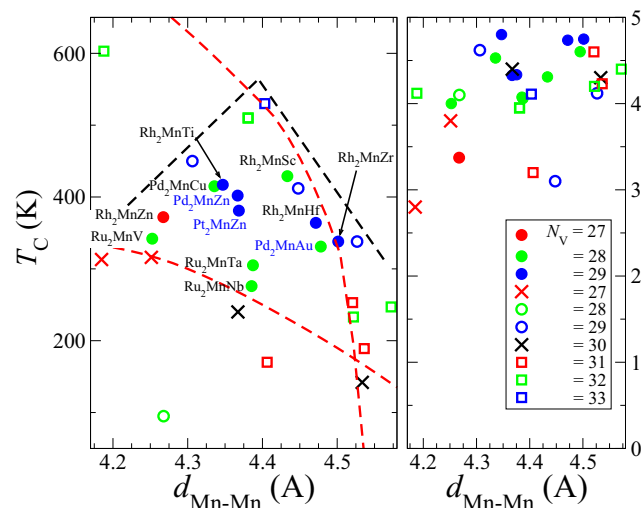 600
400
200
T_C (K)
Rh2MnTi
Rh2MnSc
Rh2MnZr
Pd2MnCu
Pd2MnZn
Rh2MnZn
Pt2MnZn
Rh2MnHf
Ru2MnV
Pd2MnAu
Ru2MnTa
Ru2MnNb
4.2 4.3 4.4 4.5
d_Mn-Mn (A)
5
4
3
2
1
0
N_V = 27
= 28
= 29
= 27
= 28
= 29
= 30
= 31
= 32
= 33
4.2 4.3 4.4 4.5
d_Mn-Mn (A)